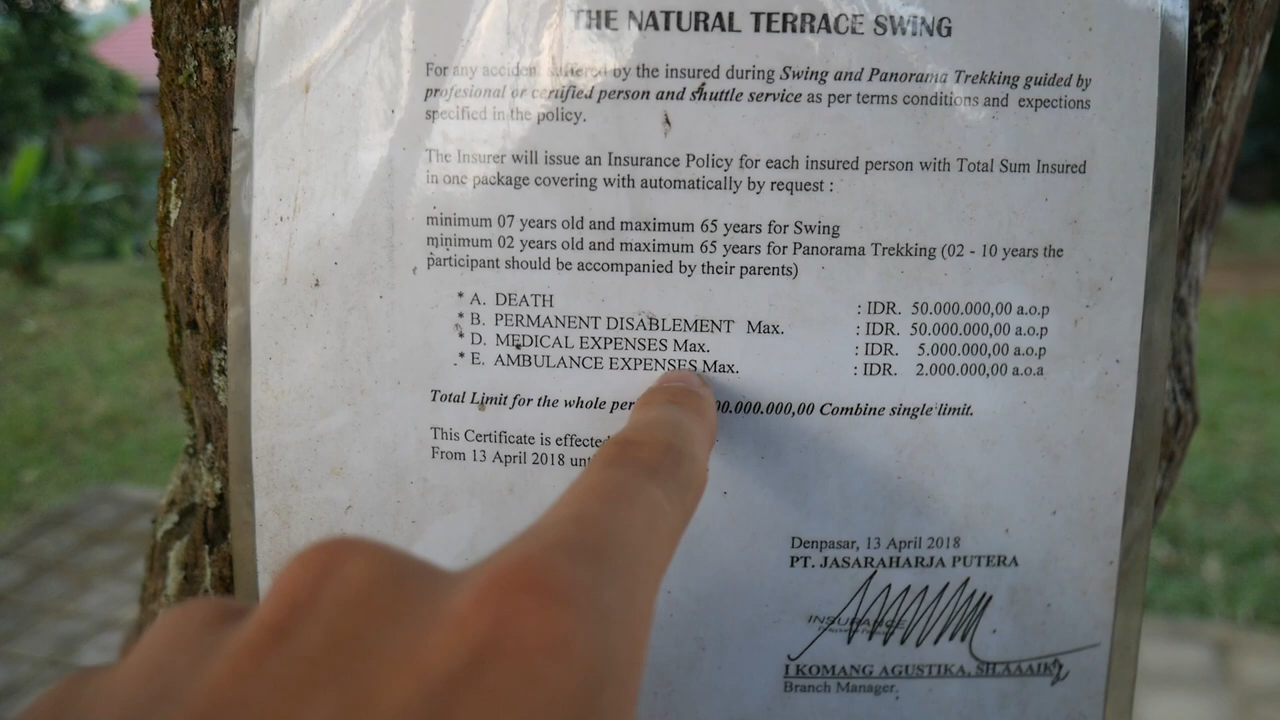 THE NATURAL TERRACE SWING
For any accident suffered by the insured during Swing and Panorama Trekking guided by
profesional or certified person and shuttle service as per terms conditions and expections
specified in the policy.
The Insurer will issue an Insurance Policy for each insured person with Total Sum Insured
in one package covering with automatically by request :
minimum 07 years old and maximum 65 years for Swing
minimum 02 years old and maximum 65 years for Panorama Trekking (02 - 10 years the
participant should be accompanied by their parents)
* A. DEATH : IDR. 50.000.000,00 a.o.p
* B. PERMANENT DISABLEMENT Max. : IDR. 50.000.000,00 a.o.p
* D. MEDICAL EXPENSES Max. : IDR. 5.000.000,00 a.o.p
* E. AMBULANCE EXPENSES Max. : IDR. 2.000.000,00 a.o.a
Total Limit for the whole 00.000.000,00 Combine single limit.
This Certificate is
From 13 April 2018
Denpasar, 13 April 2018
PT. JASARAHARJA PUTERA
INSURANCE
I KOMANG AGUSTIKA, SH.AAAIK
Branch Manager.